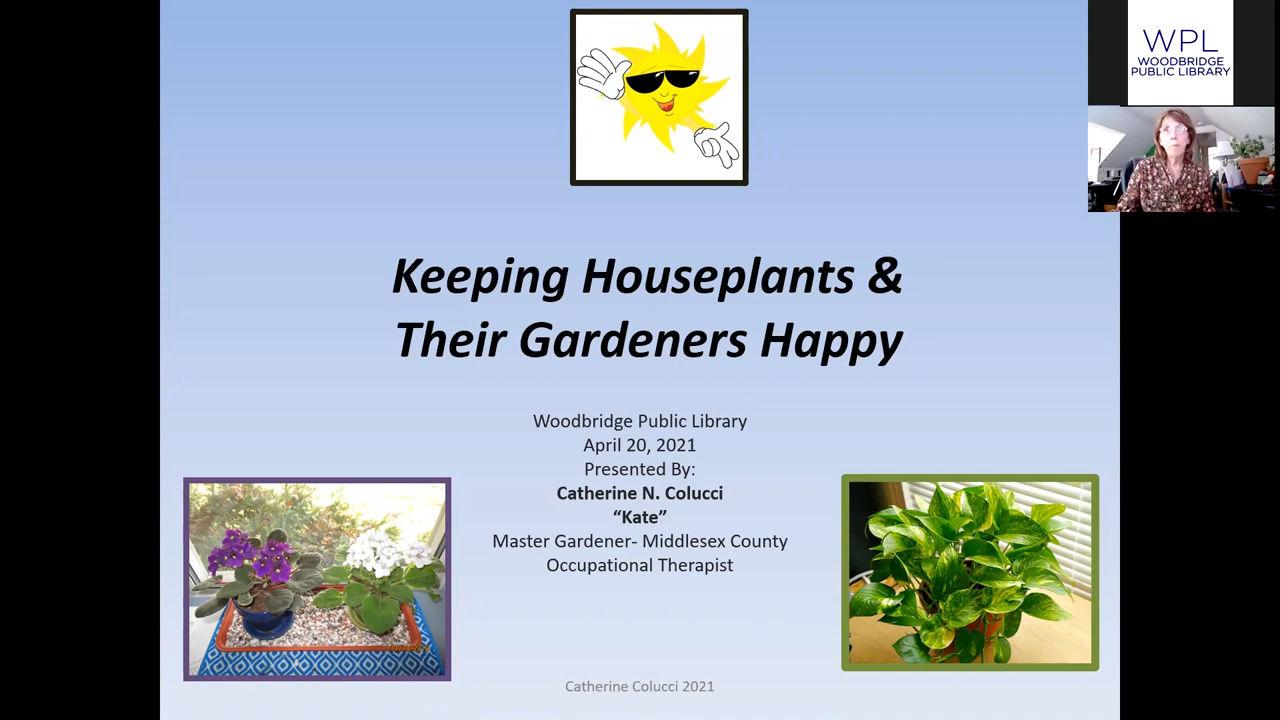 WPL
WOODBRIDGE
PUBLIC LIBRARY
Keeping Houseplants &
Their Gardeners Happy
Woodbridge Public Library
April 20, 2021
Presented By:
Catherine N. Colucci
“Kate”
Master Gardener- Middlesex County
Occupational Therapist
Catherine Colucci 2021